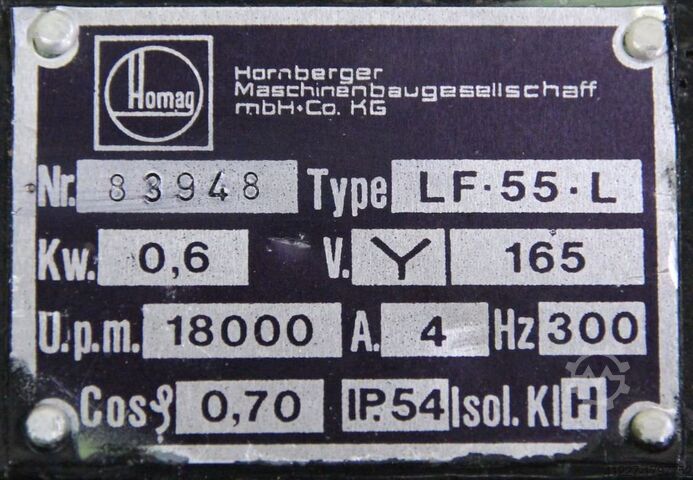 Homag
Hornberger
Maschinenbaugesellschaff
mbH+Co. KG
Nr. 83948 Type LF·55·L
Kw. 0,6 V. Y 165
U.p.m. 18000 A. 4 Hz 300
Cosφ 0,70 IP.54 Isol. Kl H